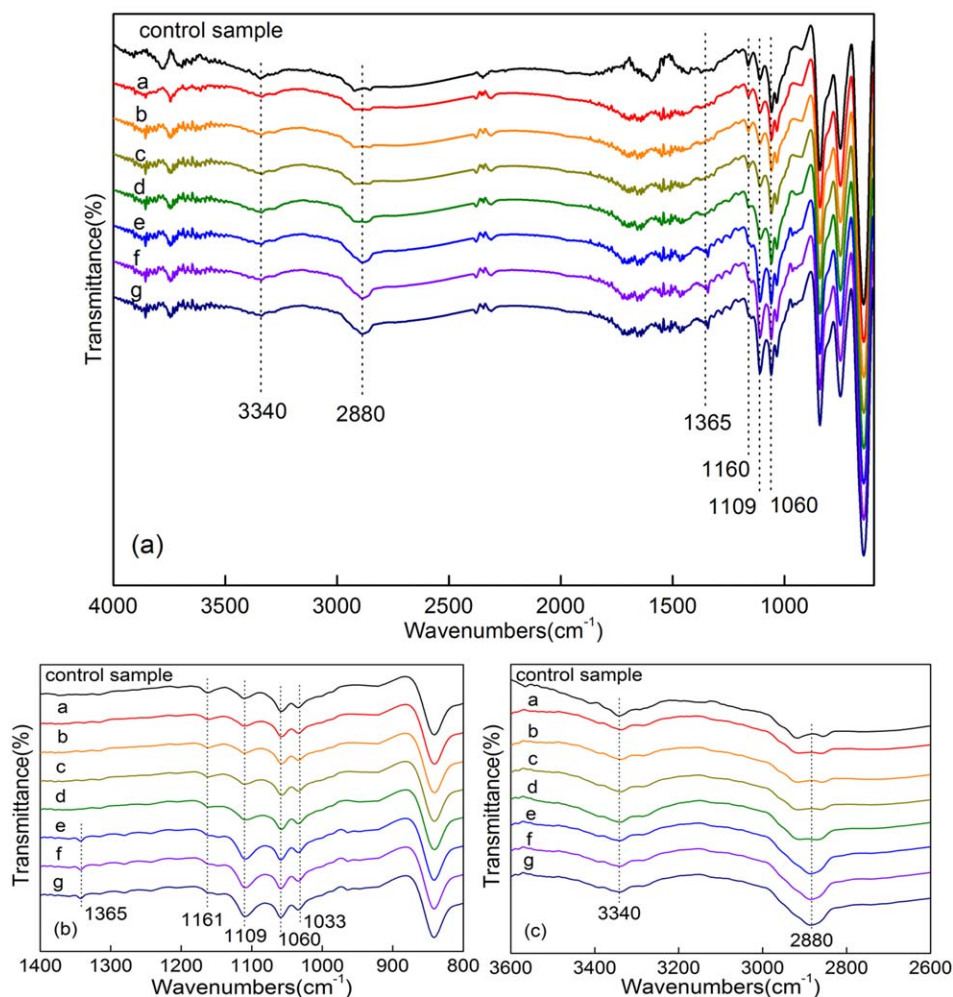 control sample
a
b
c
d
e
f
g
Transmittance(%)
3340
2880
1365
1160
1109
1060
(a)
4000
3500
3000
2500
2000
1500
1000
Wavenumbers(cm⁻¹)
control sample
a
b
c
d
e
f
g
Transmittance(%)
1365
1161
1109
1060
1033
(b)
1400
1300
1200
1100
1000
900
800
Wavenumbers(cm⁻¹)
control sample
a
b
c
d
e
f
g
Transmittance(%)
3340
2880
(c)
3600
3400
3200
3000
2800
2600
Wavenumbers(cm⁻¹)